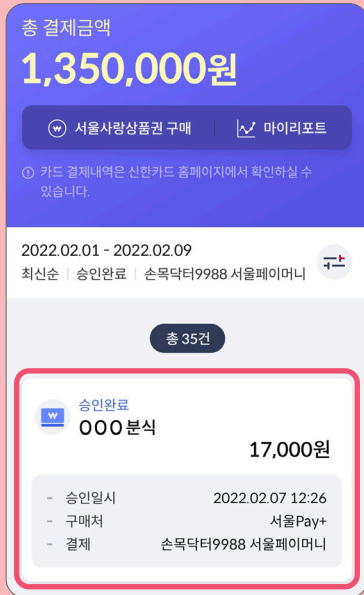 총 결제금액
1,350,000원
서울사랑상품권 구매 마이리포트
카드 결제내역은 신한카드 홈페이지에서 확인하실 수
있습니다.
2022.02.01 - 2022.02.09
최신순 | 승인완료 | 손목닥터9988 서울페이머니
총 35건
승인완료
OOO분식
17,000원
- 승인일시 2022.02.07 12:26
- 구매처 서울Pay+
- 결제 손목닥터9988 서울페이머니